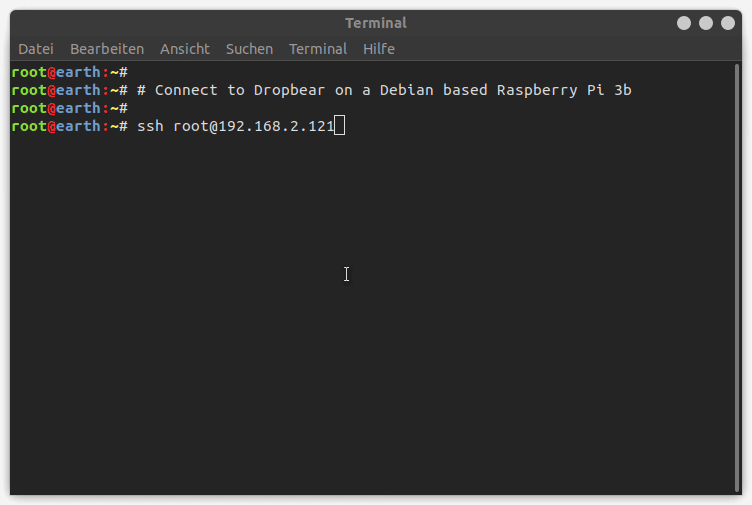 Terminal
Datei Bearbeiten Ansicht Suchen Terminal Hilfe
root@earth:~#
root@earth:~# # Connect to Dropbear on a Debian based Raspberry Pi 3b
root@earth:~#
root@earth:~# ssh root@192.168.2.121